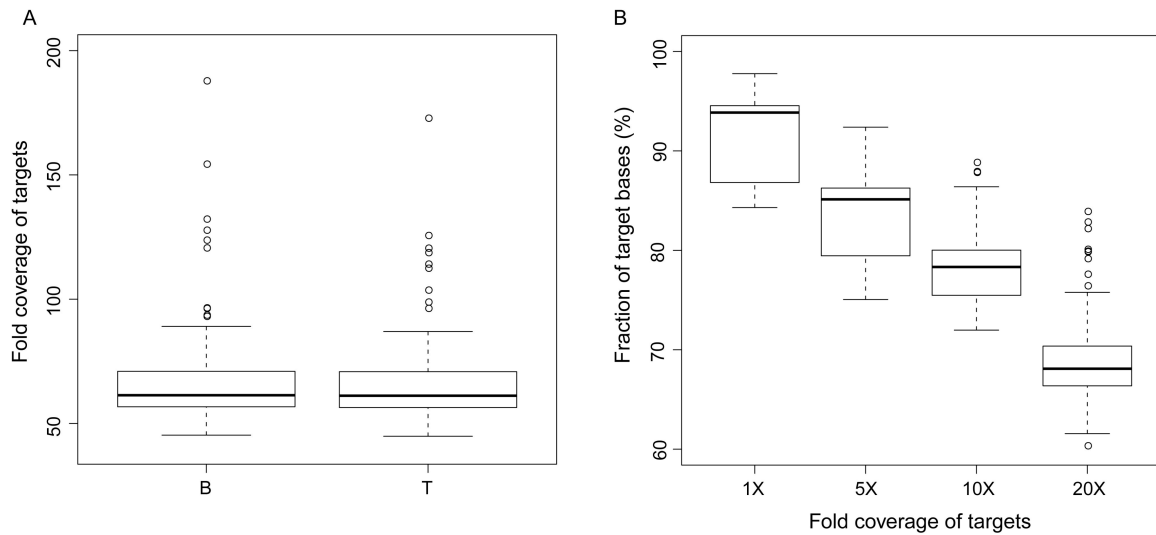 A
Fold coverage of targets
200
150
100
50
B
T
B
Fraction of target bases (%)
100
90
80
70
60
1X
5X
10X
20X
Fold coverage of targets